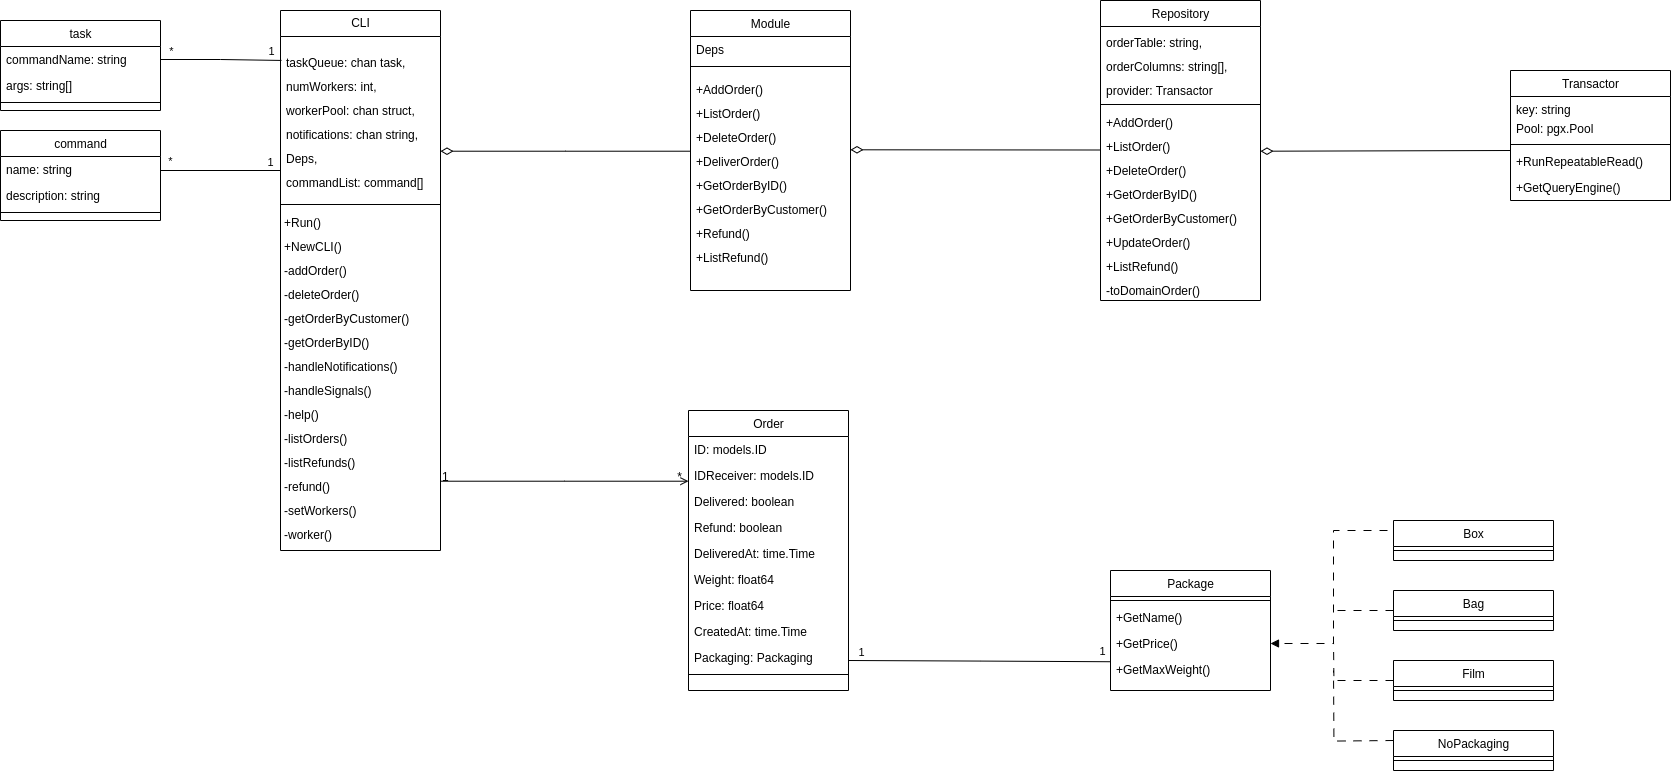 task
commandName: string
args: string[]
*
1
command
name: string
description: string
*
1
CLI
taskQueue: chan task,
numWorkers: int,
workerPool: chan struct,
notifications: chan string,
Deps,
commandList: command[]
+Run()
+NewCLI()
-addOrder()
-deleteOrder()
-getOrderByCustomer()
-getOrderByID()
-handleNotifications()
-handleSignals()
-help()
-listOrders()
-listRefunds()
-refund()
-setWorkers()
-worker()
1
*
Module
Deps
+AddOrder()
+ListOrder()
+DeleteOrder()
+DeliverOrder()
+GetOrderByID()
+GetOrderByCustomer()
+Refund()
+ListRefund()
Repository
orderTable: string,
orderColumns: string[],
provider: Transactor
+AddOrder()
+ListOrder()
+DeleteOrder()
+GetOrderByID()
+GetOrderByCustomer()
+UpdateOrder()
+ListRefund()
-toDomainOrder()
Transactor
key: string
Pool: pgx.Pool
+RunRepeatableRead()
+GetQueryEngine()
Order
ID: models.ID
IDReceiver: models.ID
Delivered: boolean
Refund: boolean
DeliveredAt: time.Time
Weight: float64
Price: float64
CreatedAt: time.Time
Packaging: Packaging
1
1
Package
+GetName()
+GetPrice()
+GetMaxWeight()
Box
Bag
Film
NoPackaging